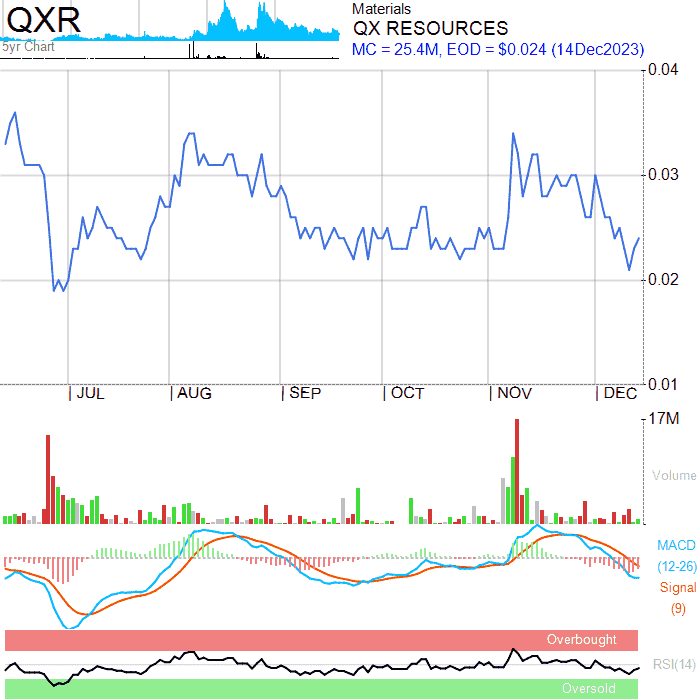 QXR
5yr Chart
Materials
QX RESOURCES
MC = 25.4M, EOD = $0.024 (14Dec2023)
0.04
0.03
0.02
0.01
JUL
AUG
SEP
OCT
NOV
DEC
17M
Volume
MACD
(12-26)
Signal
(9)
Overbought
RSI(14)
Oversold